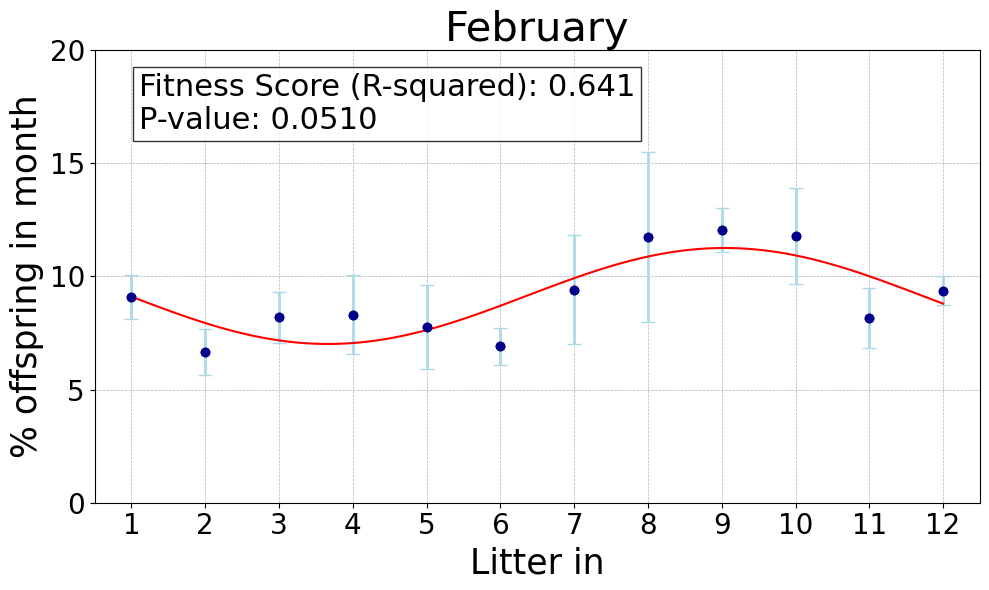 February
Fitness Score (R-squared): 0.641
P-value: 0.0510
% offspring in month
20
15
10
5
0
1 2 3 4 5 6 7 8 9 10 11 12
Litter in